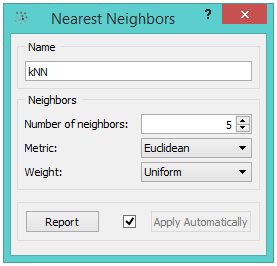 Nearest Neighbors
?
Name
kNN
Neighbors
Number of neighbors: 5
Metric: Euclidean
Weight: Uniform
Report Apply Automatically